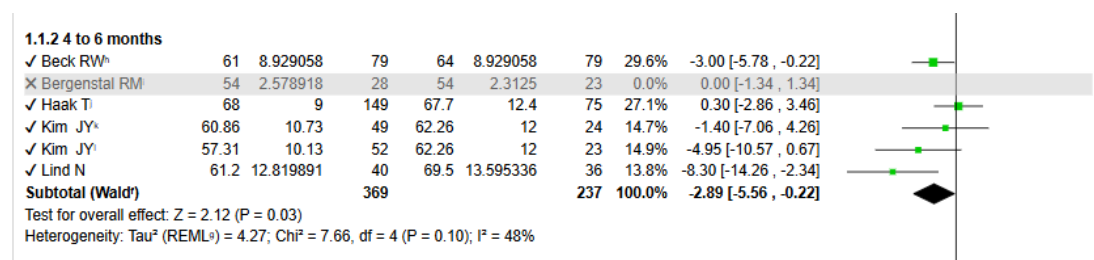 1.1.2 4 to 6 months
✓ Beck RWʰ 61 8.929058 79 64 8.929058 79 29.6% -3.00 [-5.78 , -0.22]
✕ Bergenstal RMⁱ 54 2.578918 28 54 2.3125 23 0.0% 0.00 [-1.34 , 1.34]
✓ Haak Tʲ 68 9 149 67.7 12.4 75 27.1% 0.30 [-2.86 , 3.46]
✓ Kim JYᵏ 60.86 10.73 49 62.26 12 24 14.7% -1.40 [-7.06 , 4.26]
✓ Kim JYˡ 57.31 10.13 52 62.26 12 23 14.9% -4.95 [-10.57 , 0.67]
✓ Lind N 61.2 12.819891 40 69.5 13.595336 36 13.8% -8.30 [-14.26 , -2.34]
Subtotal (Waldʳ) 369 237 100.0% -2.89 [-5.56 , -0.22]
Test for overall effect: Z = 2.12 (P = 0.03)
Heterogeneity: Tau² (REMLᵍ) = 4.27; Chi² = 7.66, df = 4 (P = 0.10); I² = 48%